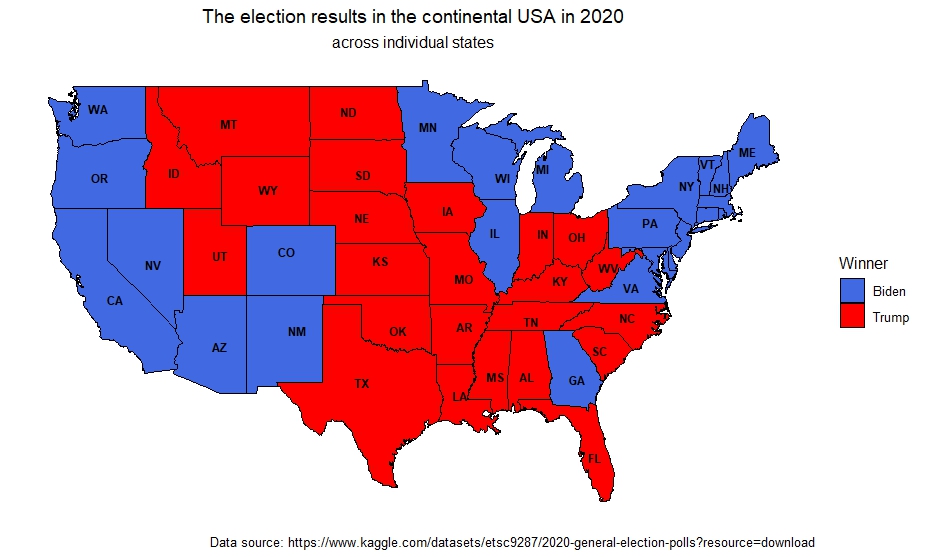 The election results in the continental USA in 2020
across individual states
WA
MT
ND
MN
VT
ME
OR
ID
SD
WI
MI
NY
NH
WY
IA
NE
IL
PA
NV
UT
CO
IN
OH
KS
WV
Winner
CA
MO
KY
VA
Biden
AZ
NM
OK
AR
TN
NC
Trump
SC
TX
MS
AL
GA
LA
FL
Data source: https://www.kaggle.com/datasets/etsc9287/2020-general-election-polls?resource=download